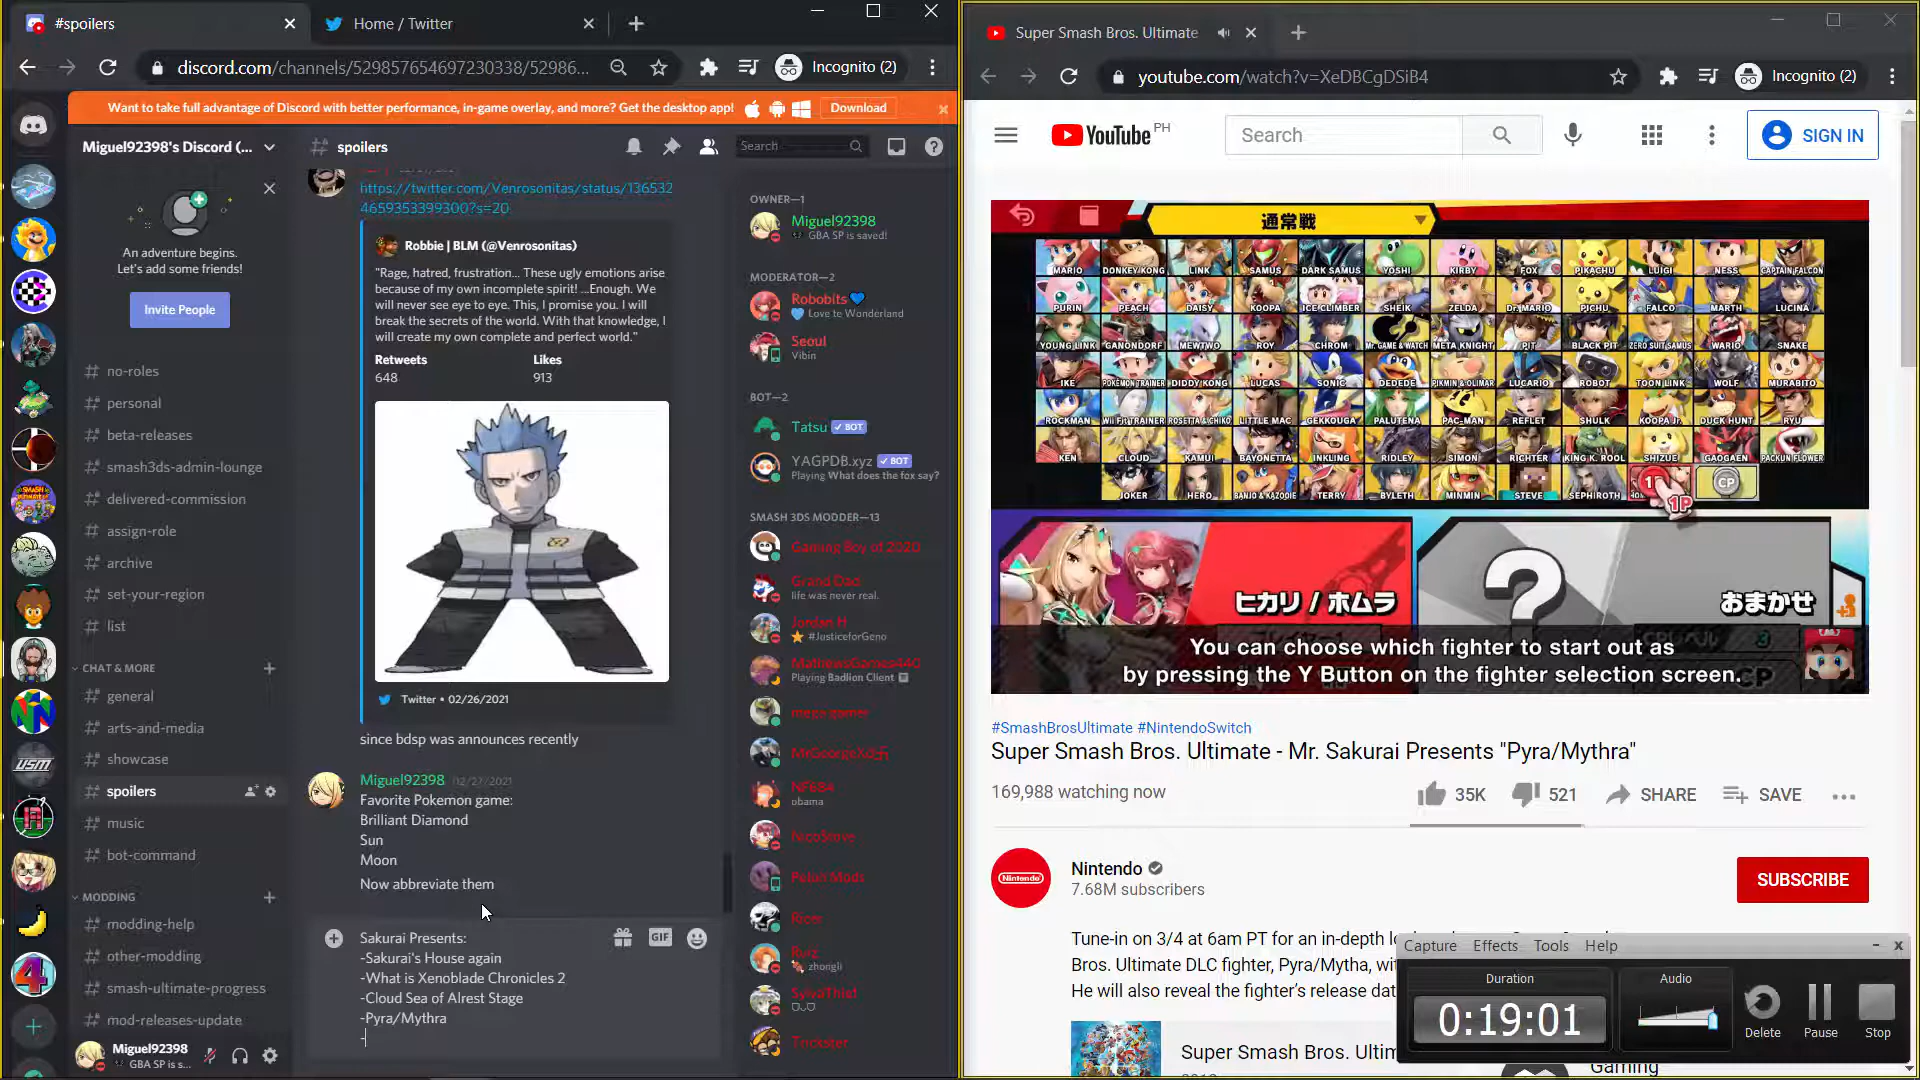 #spoilers
Home / Twitter
discord.com/channels/529857654697230338/52986...
Incognito (2)
Want to take full advantage of Discord with better performance, in-game overlay, and more? Get the desktop app!
Download
Miguel92398's Discord (...
An adventure begins.
Let's add some friends!
Invite People
no-roles
personal
beta-releases
smash3ds-admin-lounge
delivered-commission
assign-role
archive
set-your-region
list
CHAT & MORE
general
arts-and-media
showcase
spoilers
music
bot-command
MODDING
modding-help
other-modding
smash-ultimate-progress
mod-releases-update
Miguel92398
GBA SP is s...
spoilers
Search
https://twitter.com/Venrosonitas/status/136532
4659353399300?s=20
Robbie | BLM (@Venrosonitas)
"Rage, hatred, frustration... These ugly emotions arise
because of my own incomplete spirit! ...Enough. We
will never see eye to eye. This, I promise you. I will
break the secrets of the world. With that knowledge, I
will create my own complete and perfect world."
Retweets
Likes
648
913
Twitter • 02/26/2021
since bdsp was announces recently
Miguel92398 02/27/2021
Favorite Pokemon game:
Brilliant Diamond
Sun
Moon
Now abbreviate them
Sakurai Presents:
-Sakurai's House again
-What is Xenoblade Chronicles 2
-Cloud Sea of Alrest Stage
-Pyra/Mythra
-
GIF
OWNER—1
Miguel92398
GBA SP is saved!
MODERATOR—2
Robobits
Love te Wonderland
Seoul
Vibin
BOT—2
Tatsu
BOT
YAGPDB.xyz
BOT
Playing What does the fox say?
SMASH 3DS MODDER—13
Gaming Boy of 2020
Grand Dad
life was never real.
Jordan H
#JusticeforGeno
MathewsGames440
Playing Badlion Client
mega gamer
NF684
obama
NicoSteve
Pelon Mods
Ricer
Ruiz
zhongli
SylvaThief
Trickster
Super Smash Bros. Ultimate
youtube.com/watch?v=XeDBCgDSiB4
Incognito (2)
YouTube PH
Search
SIGN IN
通常戦
MARIO DONKEY KONG LINK SAMUS DARK SAMUS YOSHI KIRBY FOX PIKACHU LUIGI NESS CAPTAIN FALCON
PURIN PEACH DAISY KOOPA ICE CLIMBER SHEIK ZELDA Dr. MARIO PICHU FALCO MARTH LUCINA
YOUNG LINK GANONDORF MEWTWO ROY CHROM Mr. GAME & WATCH META KNIGHT PIT BLACK PIT ZERO SUIT SAMUS WARIO SNAKE
IKE POKÉMON TRAINER DIDDY KONG LUCAS SONIC DEDEDE PIKMIN & OLIMAR LUCARIO ROBOT TOON LINK WOLF MURABITO
ROCKMAN Wii Fit TRAINER ROSETTA & CHIKO LITTLE MAC GEKKOUGA PALUTENA PAC-MAN REFLET SHULK KOOPA Jr. DUCK HUNT RYU
KEN CLOUD KAMUI BAYONETTA INKLING RIDLEY SIMON RICHTER KING K. ROOL SHIZUE GAOGAEN PACKUN FLOWER
JOKER HERO BANJO & KAZOOIE TERRY BYLETH MINMIN STEVE SEPHIROTH
CP
1P
ヒカリ / ホムラ
おまかせ
You can choose which fighter to start out as
by pressing the Y Button on the fighter selection screen.
#SmashBrosUltimate #NintendoSwitch
Super Smash Bros. Ultimate - Mr. Sakurai Presents "Pyra/Mythra"
169,988 watching now
35K
521
SHARE
SAVE
Nintendo
7.68M subscribers
SUBSCRIBE
Tune-in on 3/4 at 6am PT for an in-depth
Bros. Ultimate DLC fighter, Pyra/Mytha,
He will also reveal the fighter's release
Super Smash Bros.
Gaming
Capture Effects Tools Help
Duration
0:19:01
Audio
Delete
Pause
Stop